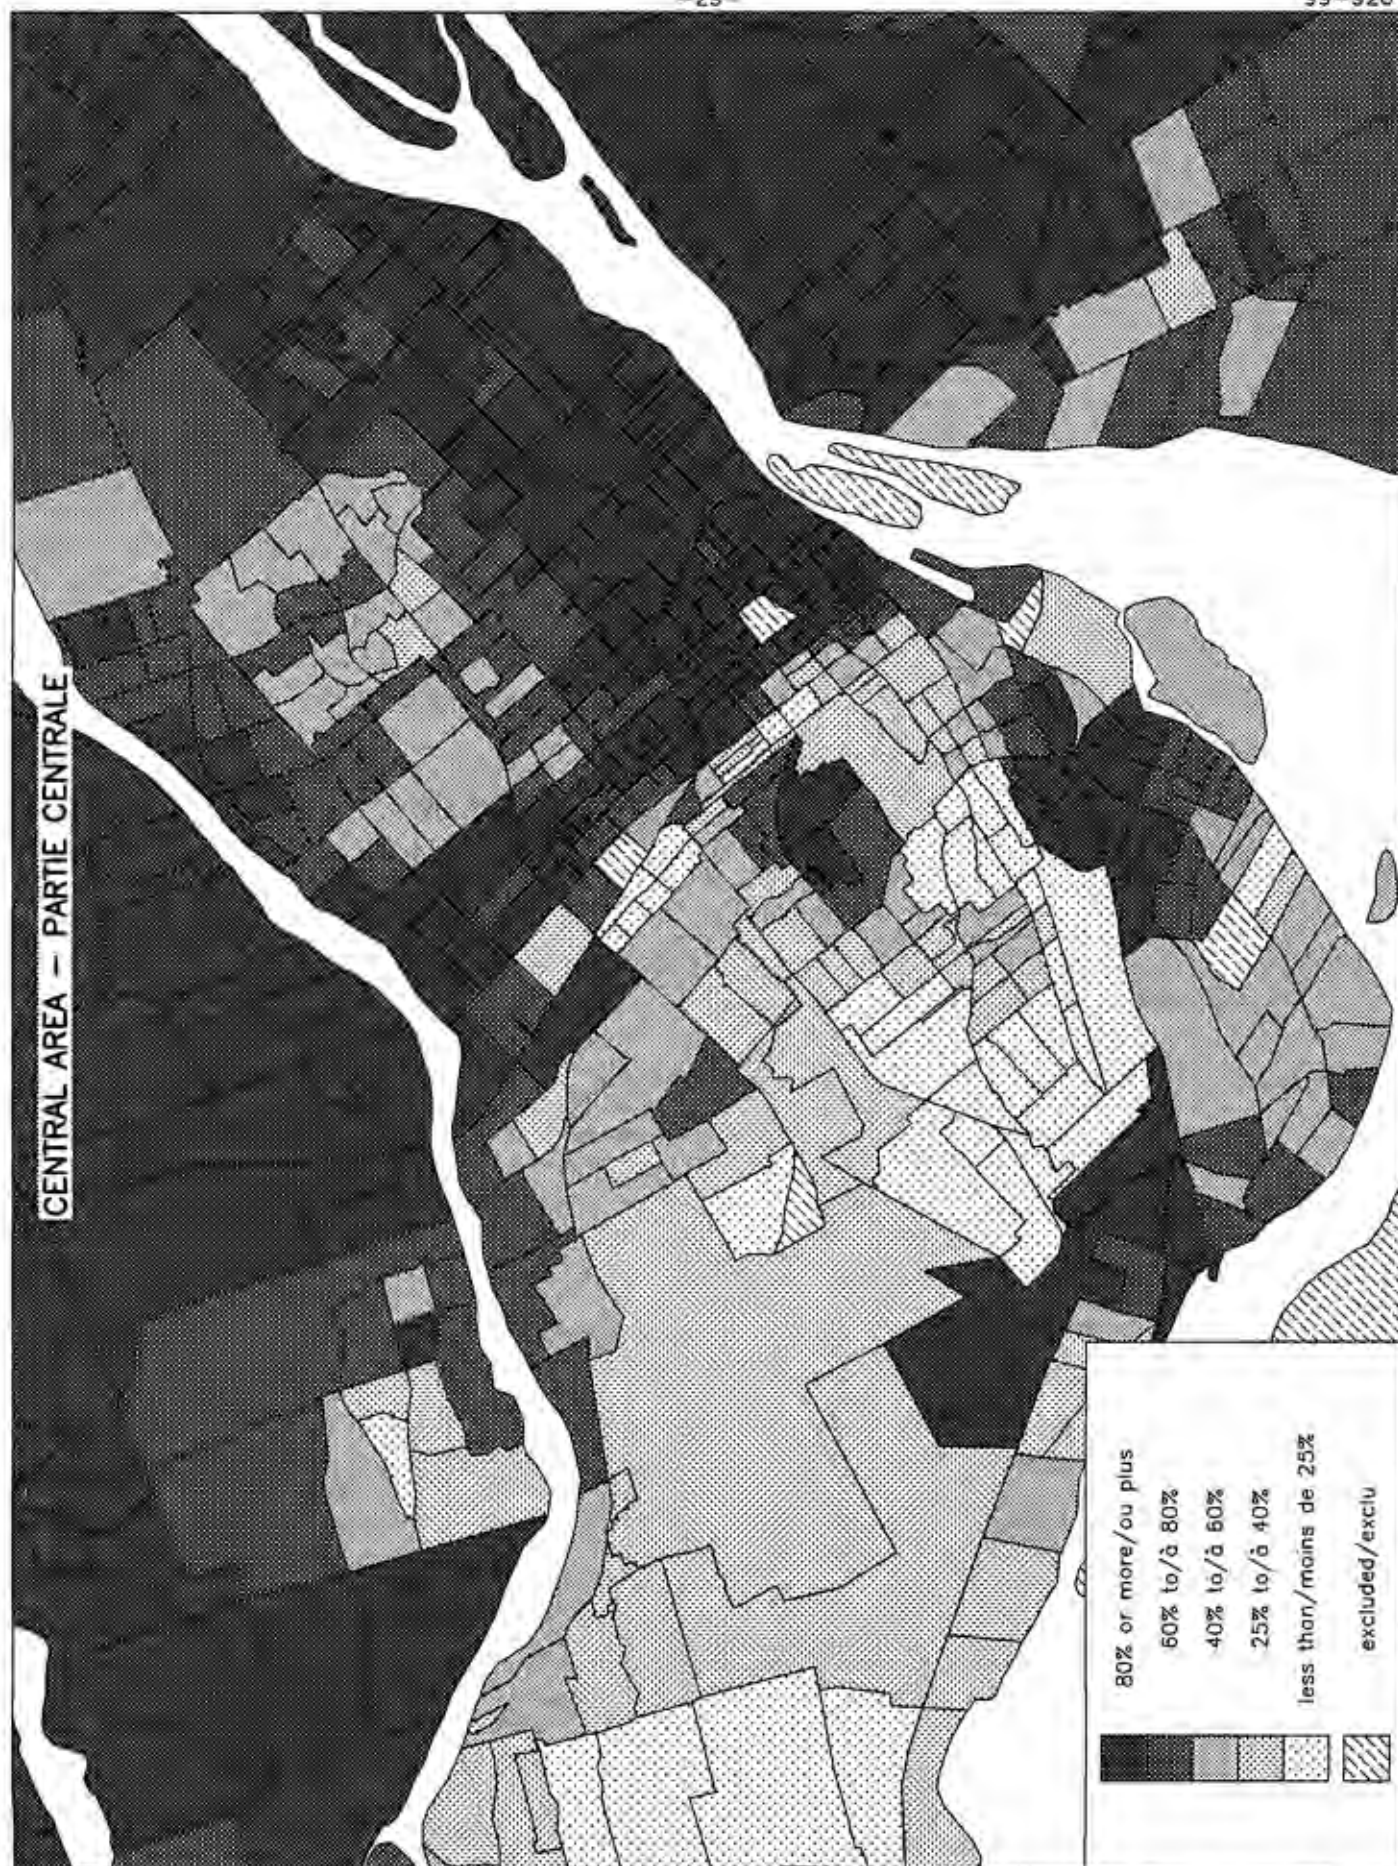 -29-
CENTRAL AREA – PARTIE CENTRALE
80% or more/ou plus
60% to/à 80%
40% to/à 60%
25% to/à 40%
less than/moins de 25%
excluded/exclu